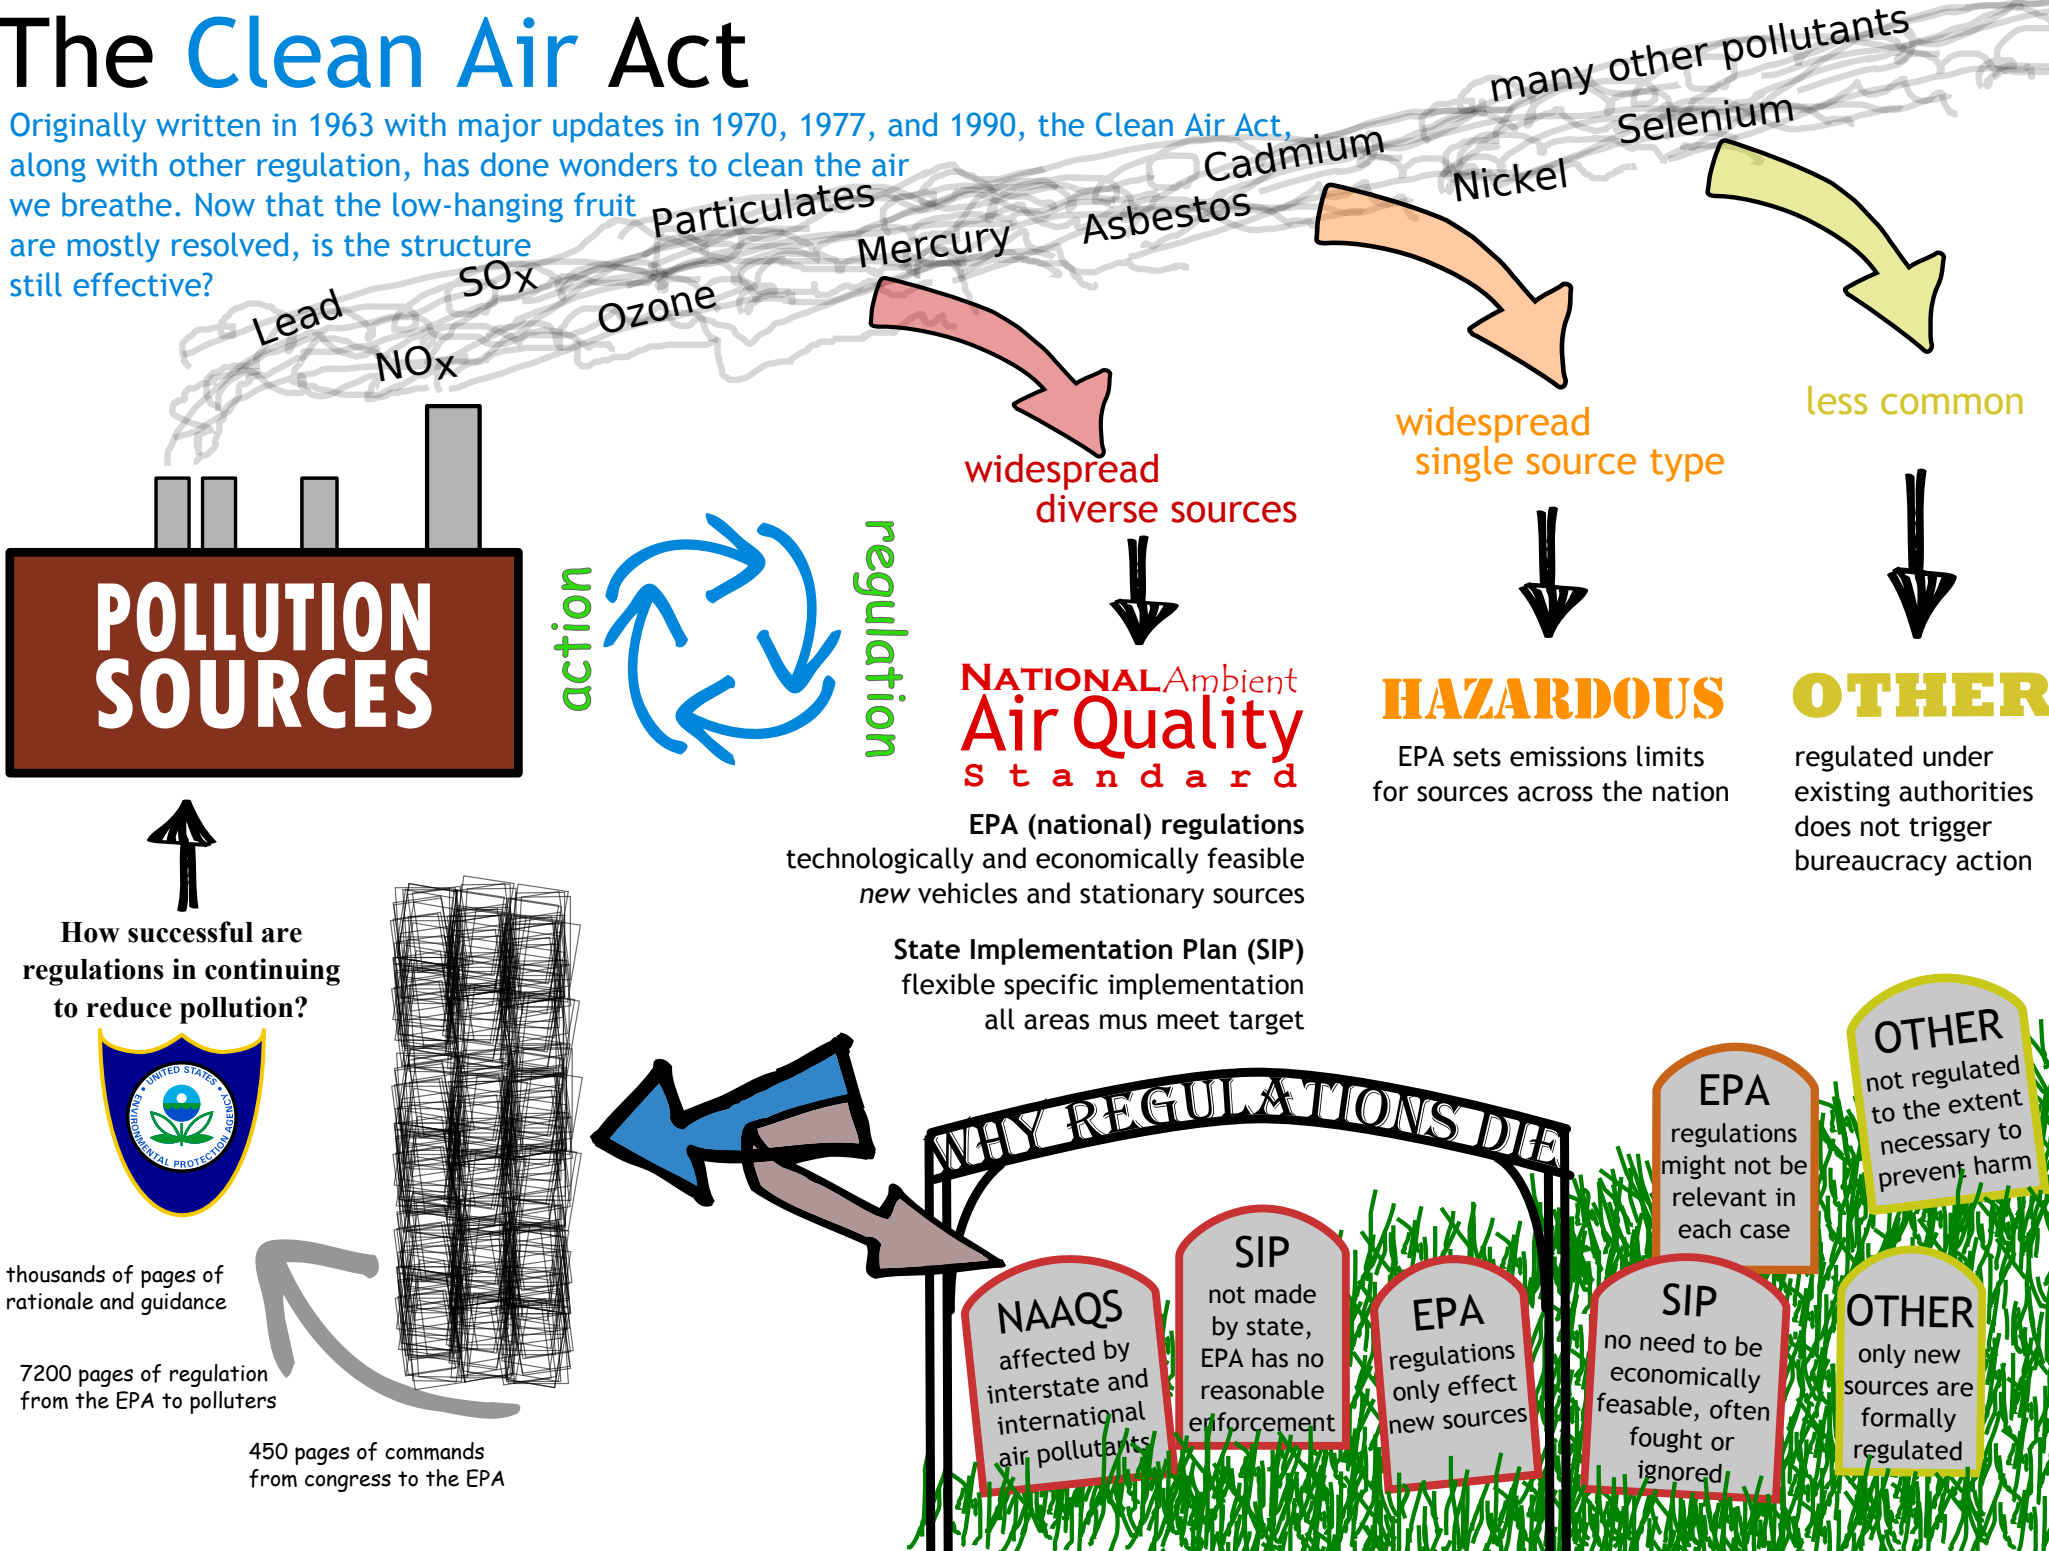 The Clean Air Act
Originally written in 1963 with major updates in 1970, 1977, and 1990, the Clean Air Act,
along with other regulation, has done wonders to clean the air
we breathe. Now that the low-hanging fruit
are mostly resolved, is the structure
still effective?
Lead
NOx
SOx
Ozone
Particulates
Mercury
Asbestos
Cadmium
Nickel
Selenium
many other pollutants
widespread
diverse sources
widespread
single source type
less common
POLLUTION
SOURCES
action
regulation
NATIONAL Ambient
Air Quality
Standard
EPA (national) regulations
technologically and economically feasible
new vehicles and stationary sources
State Implementation Plan (SIP)
flexible specific implementation
all areas mus meet target
HAZARDOUS
EPA sets emissions limits
for sources across the nation
OTHER
regulated under
existing authorities
does not trigger
bureaucracy action
How successful are
regulations in continuing
to reduce pollution?
UNITED STATES
ENVIRONMENTAL PROTECTION AGENCY
thousands of pages of
rationale and guidance
7200 pages of regulation
from the EPA to polluters
450 pages of commands
from congress to the EPA
WHY REGULATIONS DIE
NAAQS
affected by
interstate and
international
air pollutants
SIP
not made
by state,
EPA has no
reasonable
enforcement
EPA
regulations
only effect
new sources
SIP
no need to be
economically
feasable, often
fought or
ignored
EPA
regulations
might not be
relevant in
each case
OTHER
not regulated
to the extent
necessary to
prevent harm
OTHER
only new
sources are
formally
regulated